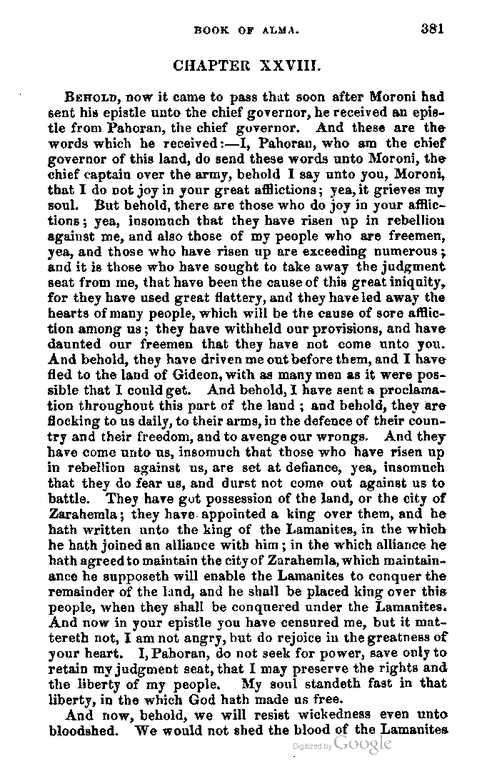 BOOK OF ALMA. 381
CHAPTER XXVIII.
BEHOLD, now it came to pass that soon after Moroni had
sent his epistle unto the chief governor, he received an epis-
tle from Pahoran, the chief governor. And these are the
words which he received:—I, Pahoran, who am the chief
governor of this land, do send these words unto Moroni, the
chief captain over the army, behold I say unto you, Moroni,
that I do not joy in your great afflictions; yea, it grieves my
soul. But behold, there are those who do joy in your afflic-
tions; yea, insomuch that they have risen up in rebellion
against me, and also those of my people who are freemen,
yea, and those who have risen up are exceeding numerous;
and it is those who have sought to take away the judgment
seat from me, that have been the cause of this great iniquity,
for they have used great flattery, and they have led away the
hearts of many people, which will be the cause of sore afflic-
tion among us; they have withheld our provisions, and have
daunted our freemen that they have not come unto you.
And behold, they have driven me out before them, and I have
fled to the land of Gideon, with as many men as it were pos-
sible that I could get. And behold, I have sent a proclama-
tion throughout this part of the land; and behold, they are
flocking to us daily, to their arms, in the defence of their coun-
try and their freedom, and to avenge our wrongs. And they
have come unto us, insomuch that those who have risen up
in rebellion against us, are set at defiance, yea, insomuch
that they do fear us, and durst not come out against us to
battle. They have got possession of the land, or the city of
Zarahemla; they have appointed a king over them, and he
hath written unto the king of the Lamanites, in the which
he hath joined an alliance with him; in the which alliance he
hath agreed to maintain the city of Zarahemla, which maintain-
ance he supposeth will enable the Lamanites to conquer the
remainder of the land, and he shall be placed king over this
people, when they shall be conquered under the Lamanites.
And now in your epistle you have censured me, but it mat-
tereth not, I am not angry, but do rejoice in the greatness of
your heart. I, Pahoran, do not seek for power, save only to
retain my judgment seat, that I may preserve the rights and
the liberty of my people. My soul standeth fast in that
liberty, in the which God hath made us free.
And now, behold, we will resist wickedness even unto
bloodshed. We would not shed the blood of the Lamanites
Digitized by Google